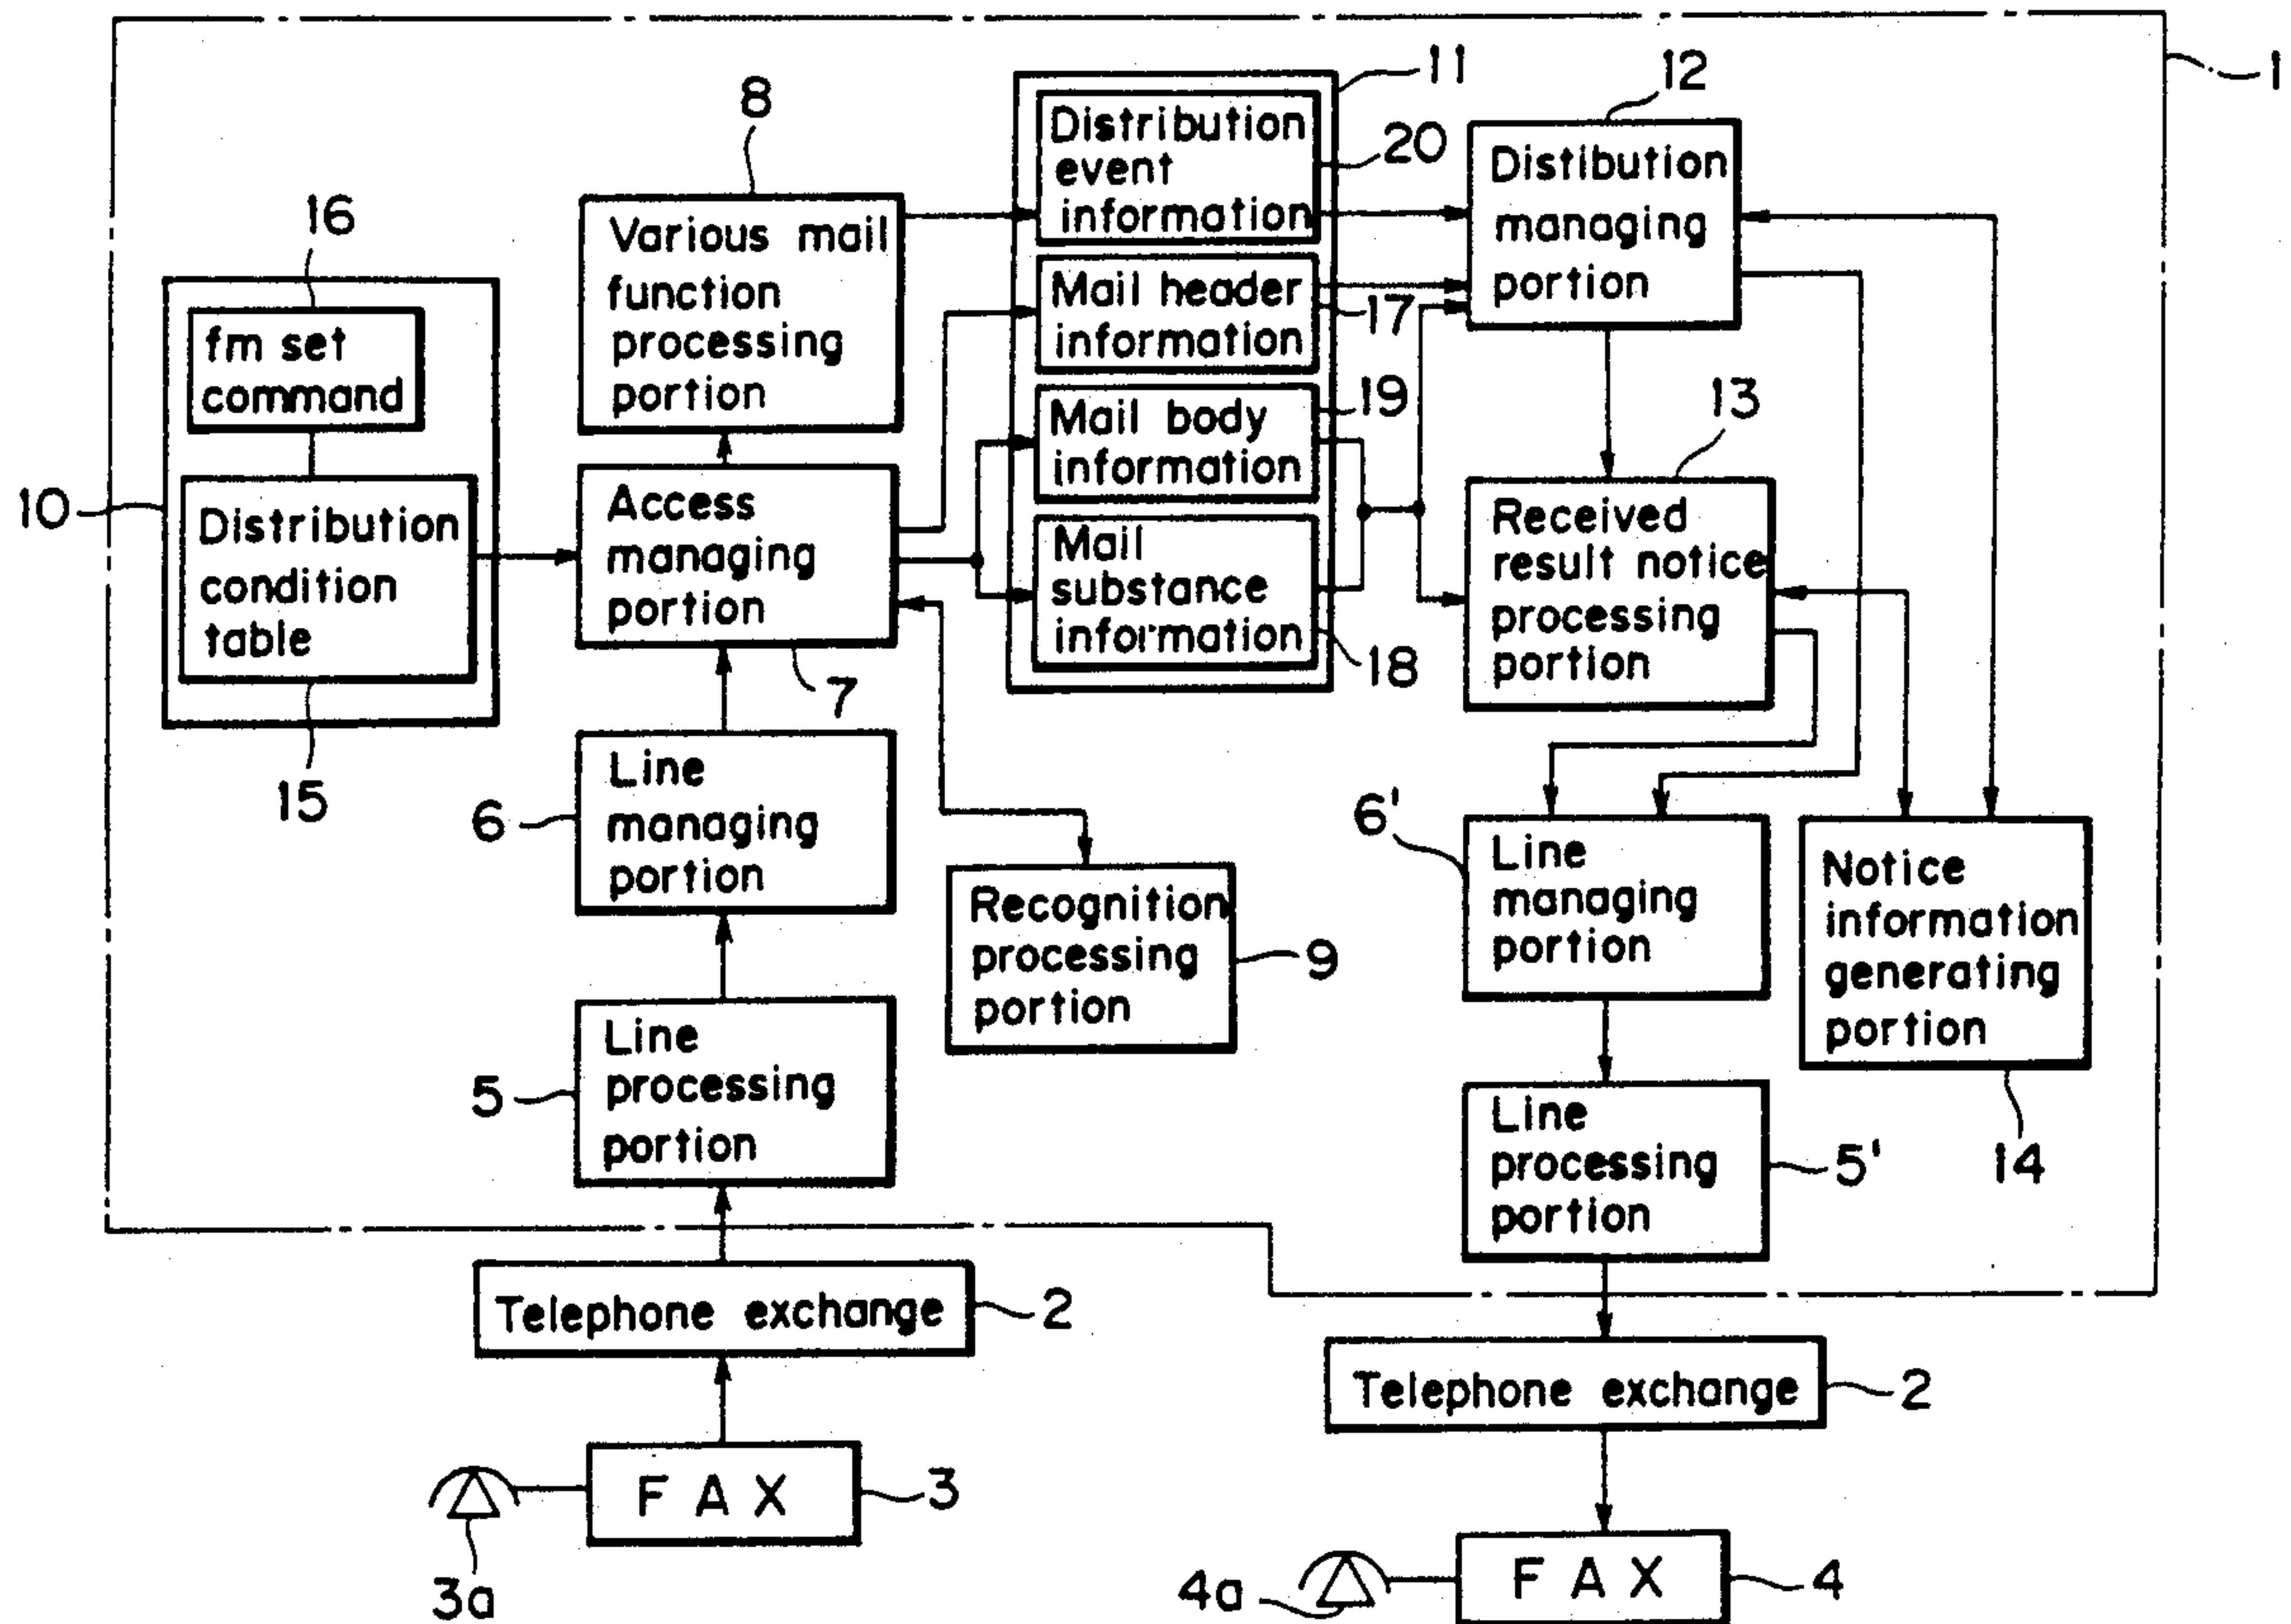 1
11
12
8
Distribution
event
information
20
Distibution
managing
portion
16
Various mail
function
processing
portion
fm set
command
Mail header
information
17
Mail body
information
19
13
10
Distribution
condition
table
Access
managing
portion
Mail
substance
information
18
Received
result notice
processing
portion
7
15
6
Line
managing
portion
6'
Line
managing
portion
Notice
information
generating
portion
Recognition
processing
portion
9
5
Line
processing
portion
Line
processing
portion
5'
14
Telephone exchange
2
Telephone exchange
2
FAX
3
3a
FAX
4
4a